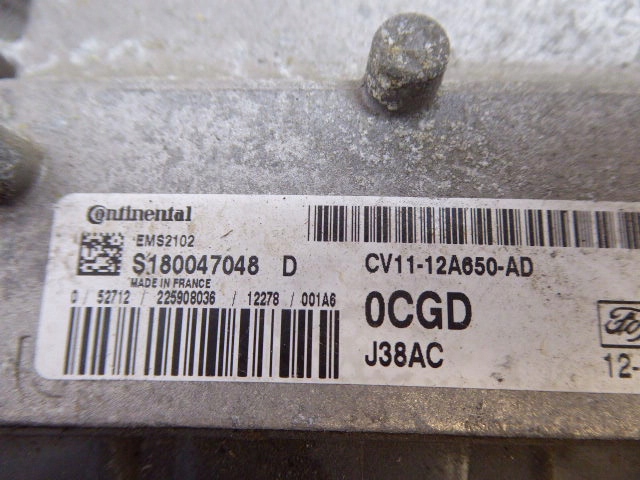 Continental
EMS2102
S180047048 D
MADE IN FRANCE
0 / 52712 / 225908036 / 12278 / 001A6
CV11-12A650-AD
0CGD
J38AC
Ford
12-